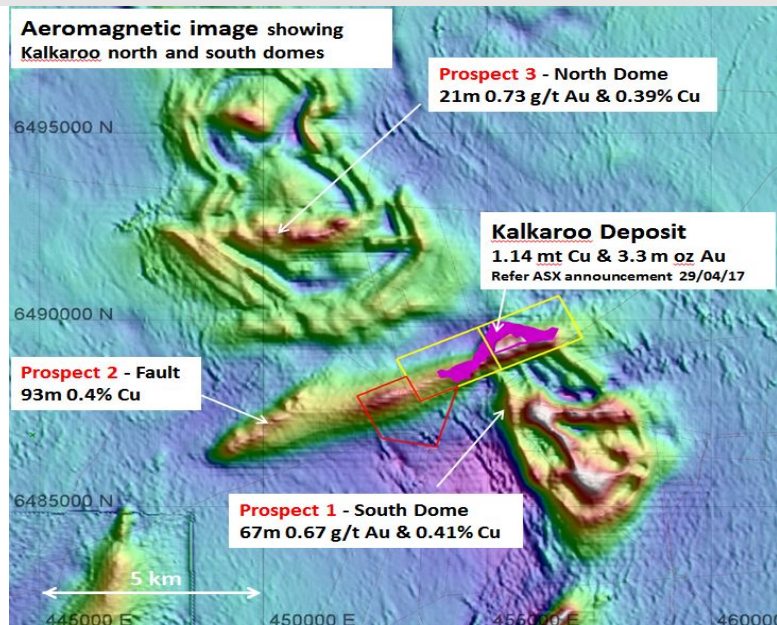 Aeromagnetic image showing
Kalkaroo north and south domes
Prospect 3 - North Dome
21m 0.73 g/t Au & 0.39% Cu
6495000 N
Kalkaroo Deposit
1.14 mt Cu & 3.3 m oz Au
Refer ASX announcement 29/04/17
6490000 N
Prospect 2 - Fault
93m 0.4% Cu
6485000 N
Prospect 1 - South Dome
67m 0.67 g/t Au & 0.41% Cu
5 km
445000 E
450000 E
455000 E
460000